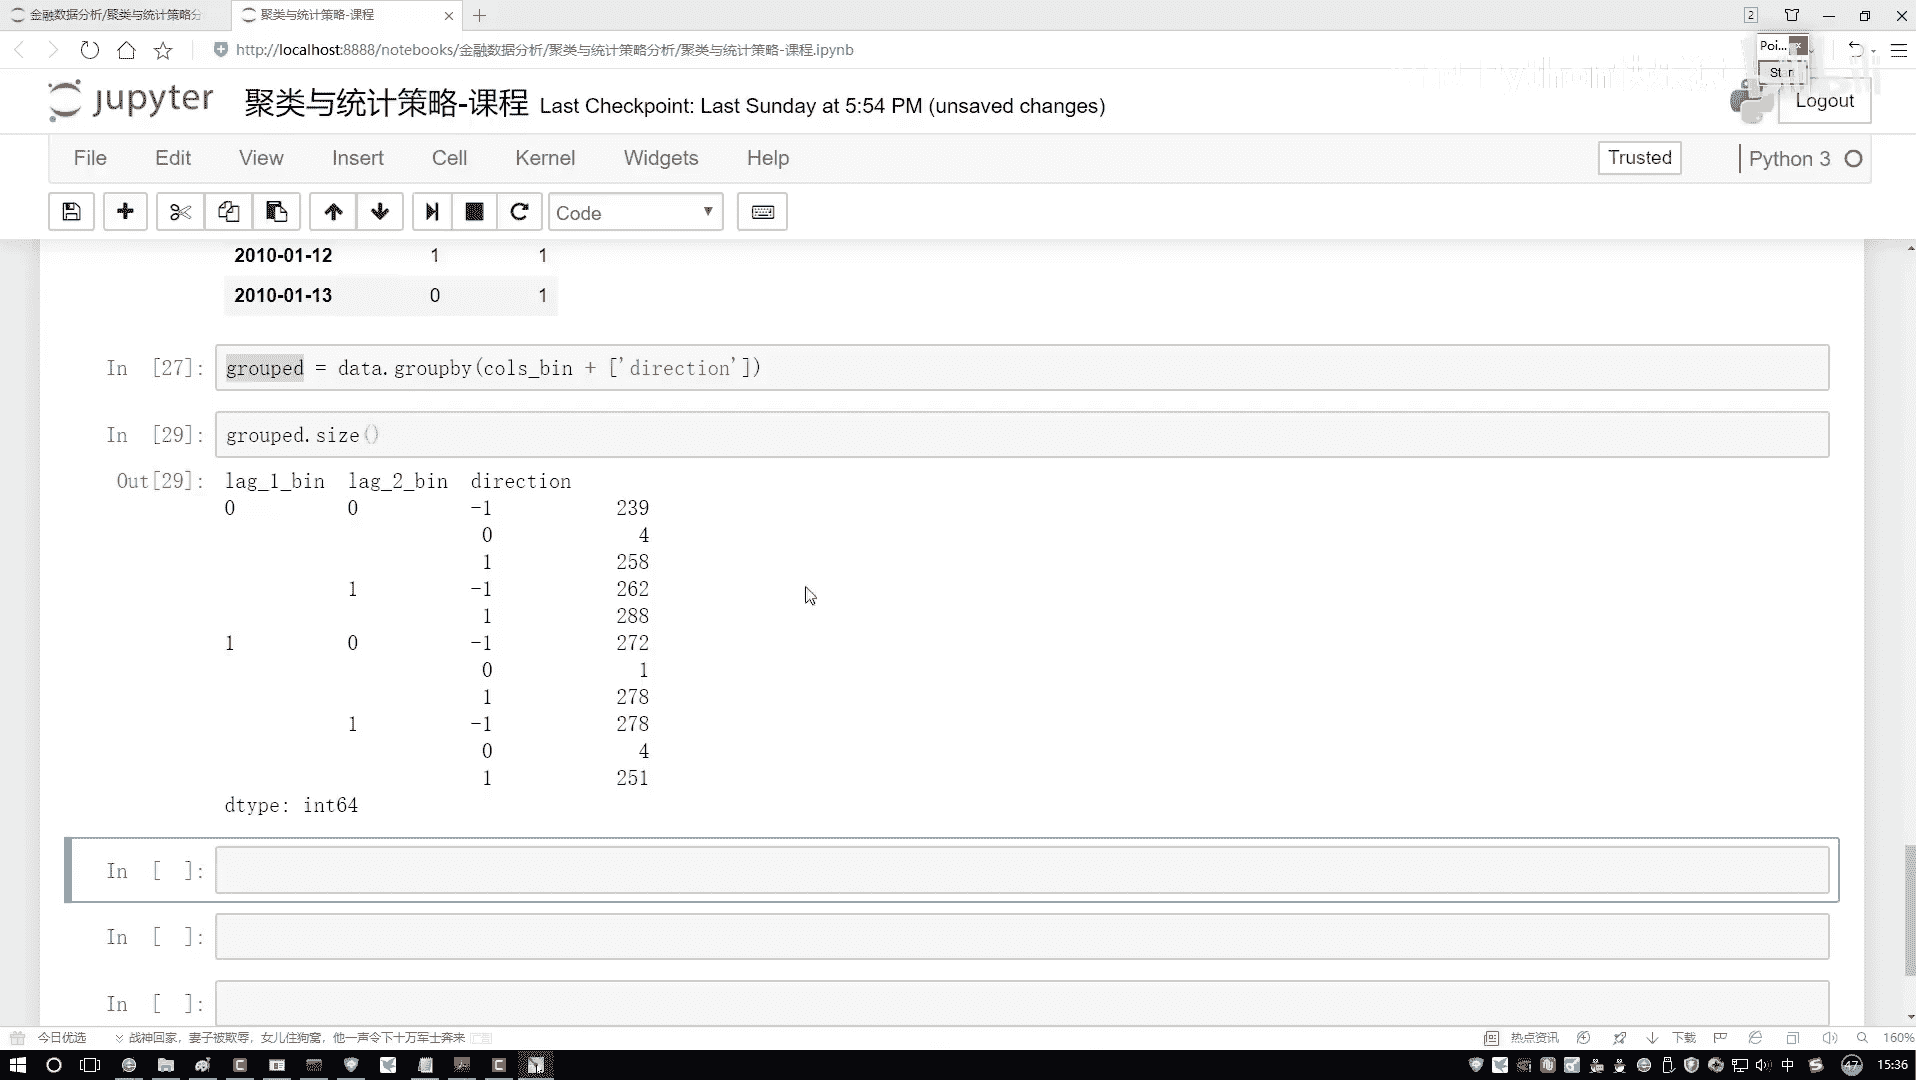 金融数据分析/聚类与统计策略分
聚类与统计策略-课程
2
http://localhost:8888/notebooks/金融数据分析/聚类与统计策略分析/聚类与统计策略-课程.ipynb
Poi...
jupyter 聚类与统计策略-课程 Last Checkpoint: Last Sunday at 5:54 PM (unsaved changes)
Logout
File Edit View Insert Cell Kernel Widgets Help
Trusted
Python 3
Code
2010-01-12 1 1
2010-01-13 0 1
In [27]: grouped = data.groupby(cols_bin + ['direction'])
In [29]: grouped.size()
Out[29]: lag_1_bin lag_2_bin direction
0 0 -1 239
0 4
1 258
1 -1 262
1 288
1 0 -1 272
0 1
1 278
1 -1 278
0 4
1 251
dtype: int64
In [ ]:
In [ ]:
In [ ]:
今日优选
战神回家，妻子被欺辱，女儿住狗窝，他一声令下十万军士奔来
热点资讯
下载
160%
中
47
15:36